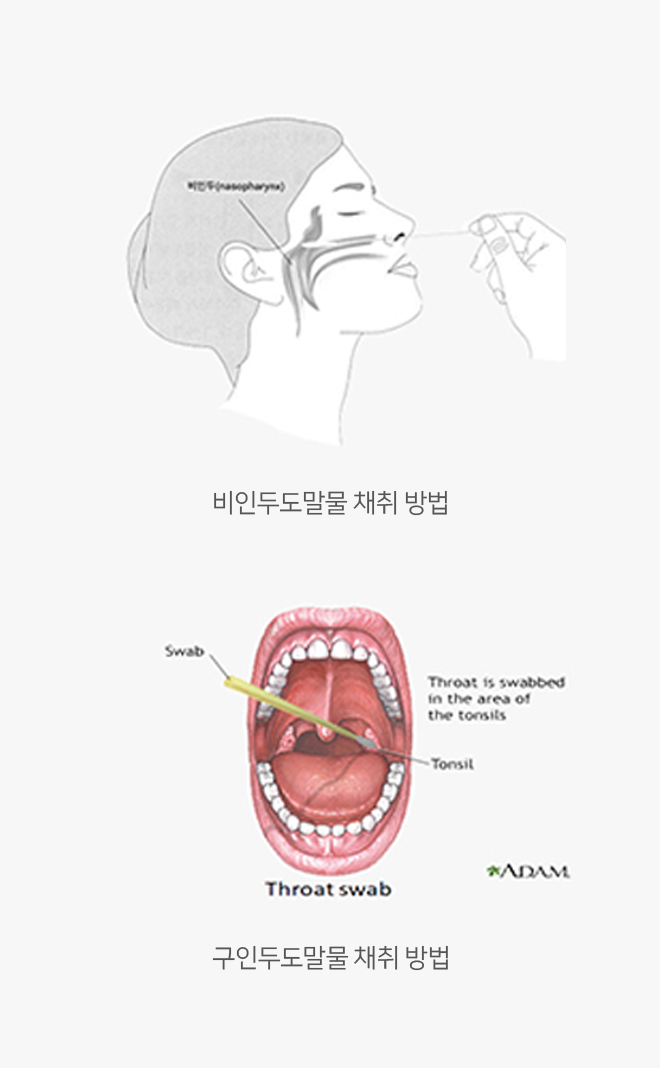 비인두(nasopharynx)
비인두도말물 채취 방법
Swab
Throat is swabbed
in the area of
the tonsils
Tonsil
ADAM.
Throat swab
구인두도말물 채취 방법